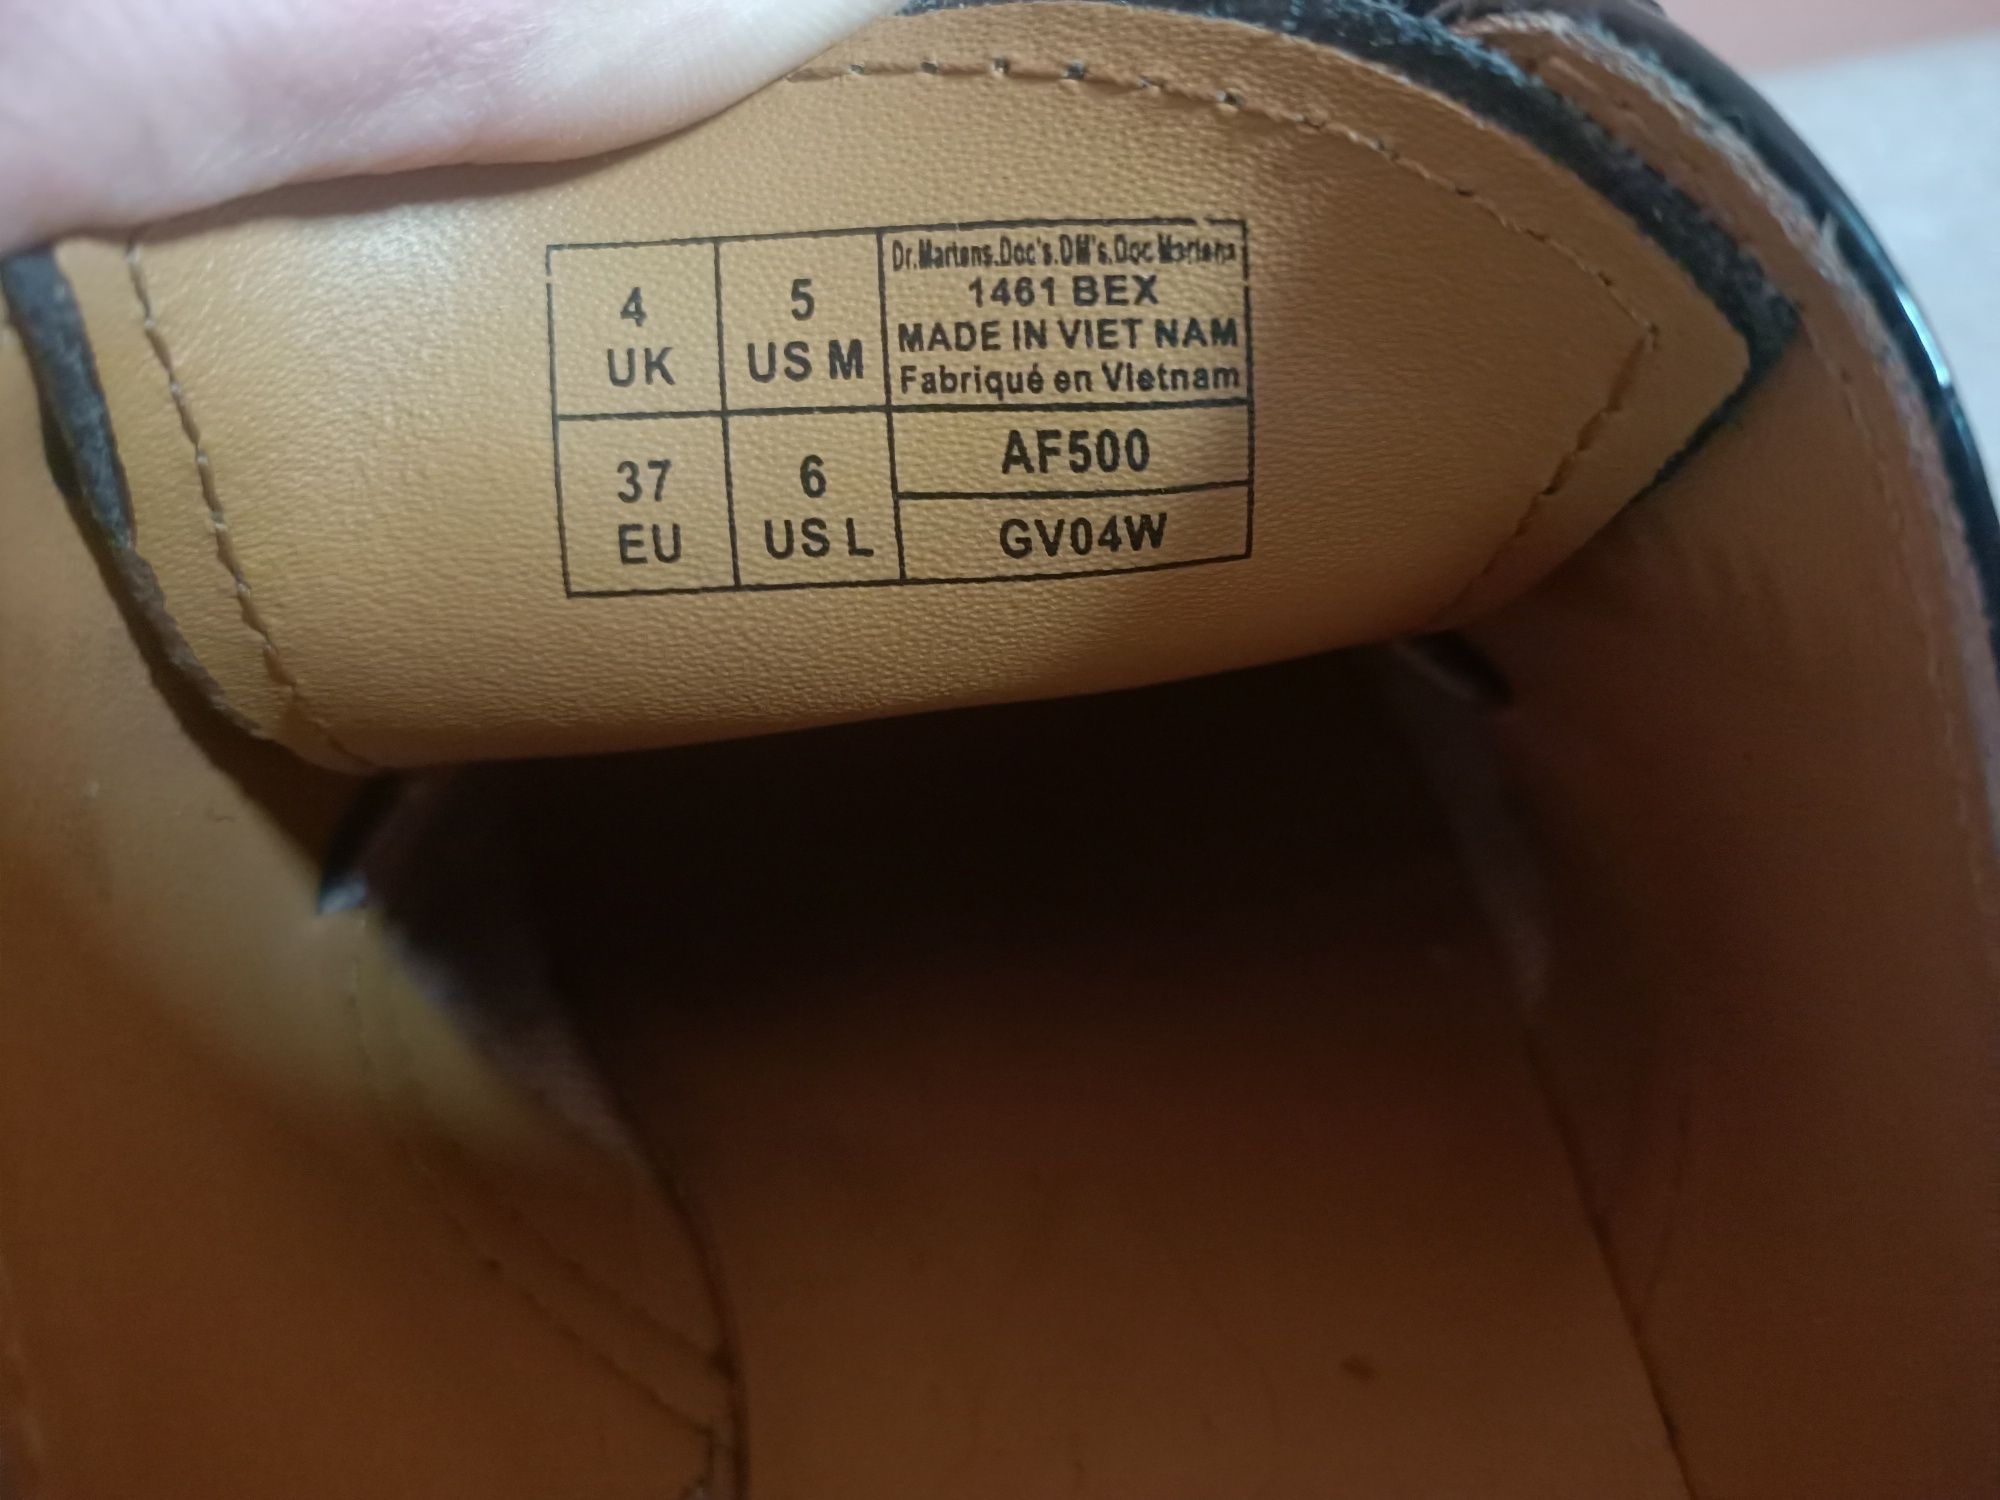 4
UK
5
US M
Dr.Martens.Doc's.DM's.Doc Martens
1461 BEX
MADE IN VIET NAM
Fabriqué en Vietnam
37
EU
6
US L
AF500
GV04W